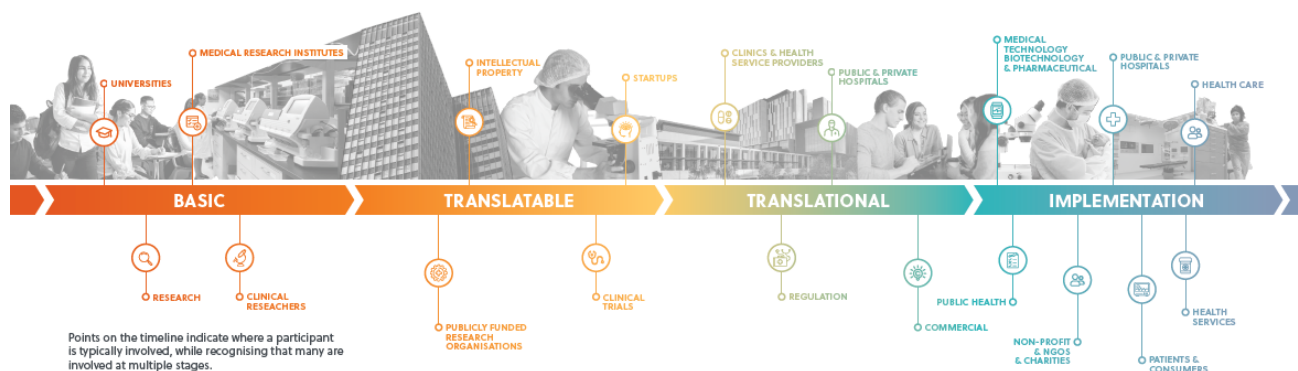 UNIVERSITIES
MEDICAL RESEARCH INSTITUTES
INTELLECTUAL
PROPERTY
STARTUPS
CLINICS & HEALTH
SERVICE PROVIDERS
PUBLIC & PRIVATE
HOSPITALS
MEDICAL
TECHNOLOGY
BIOTECHNOLOGY
& PHARMACEUTICAL
PUBLIC & PRIVATE
HOSPITALS
HEALTH CARE
BASIC
TRANSLATABLE
TRANSLATIONAL
IMPLEMENTATION
RESEARCH
CLINICAL
RESEACHERS
PUBLICLY FUNDED
RESEARCH
ORGANISATIONS
CLINICAL
TRIALS
REGULATION
COMMERCIAL
PUBLIC HEALTH
NON-PROFIT
& NGOS
& CHARITIES
PATIENTS &
CONSUMERS
HEALTH
SERVICES
Points on the timeline indicate where a participant
is typically involved, while recognising that many are
involved at multiple stages.